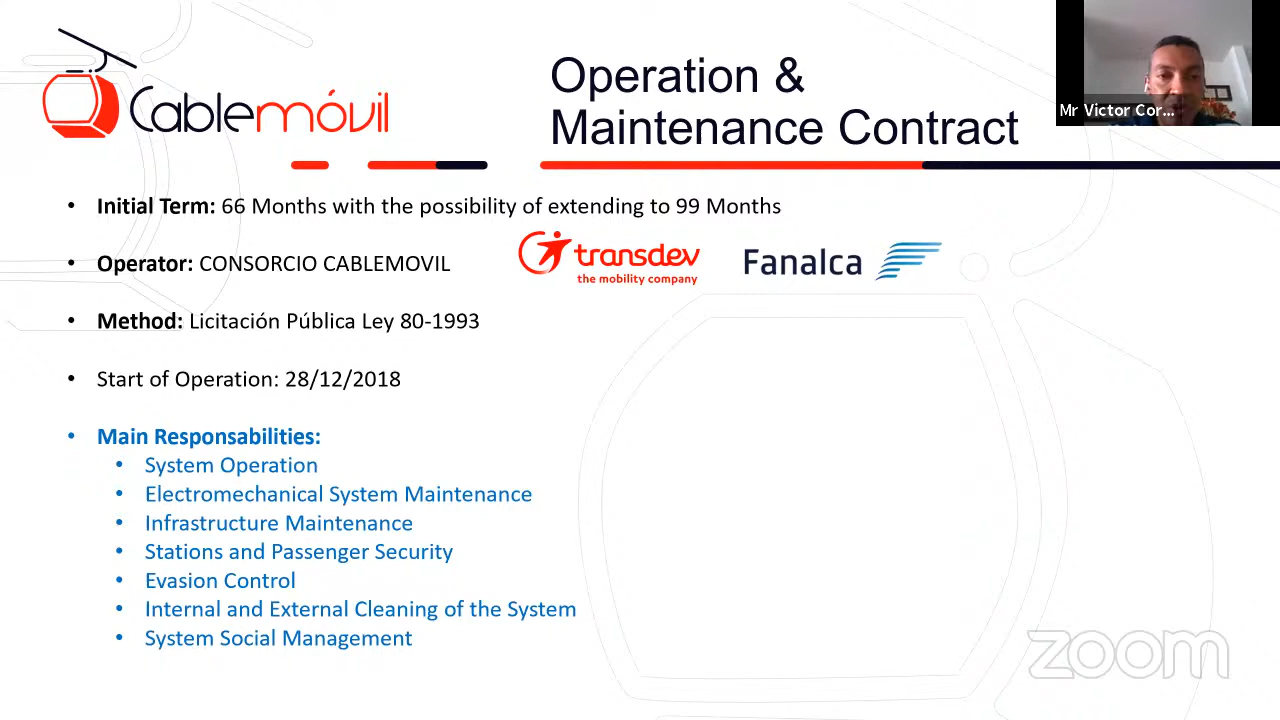 Cablemóvil
Operation &
Maintenance Contract
Mr Victor Cor...
• Initial Term: 66 Months with the possibility of extending to 99 Months
• Operator: CONSORCIO CABLEMOVIL
transdev
the mobility company
Fanalca
• Method: Licitación Pública Ley 80-1993
• Start of Operation: 28/12/2018
• Main Responsabilities:
• System Operation
• Electromechanical System Maintenance
• Infrastructure Maintenance
• Stations and Passenger Security
• Evasion Control
• Internal and External Cleaning of the System
• System Social Management
zoom